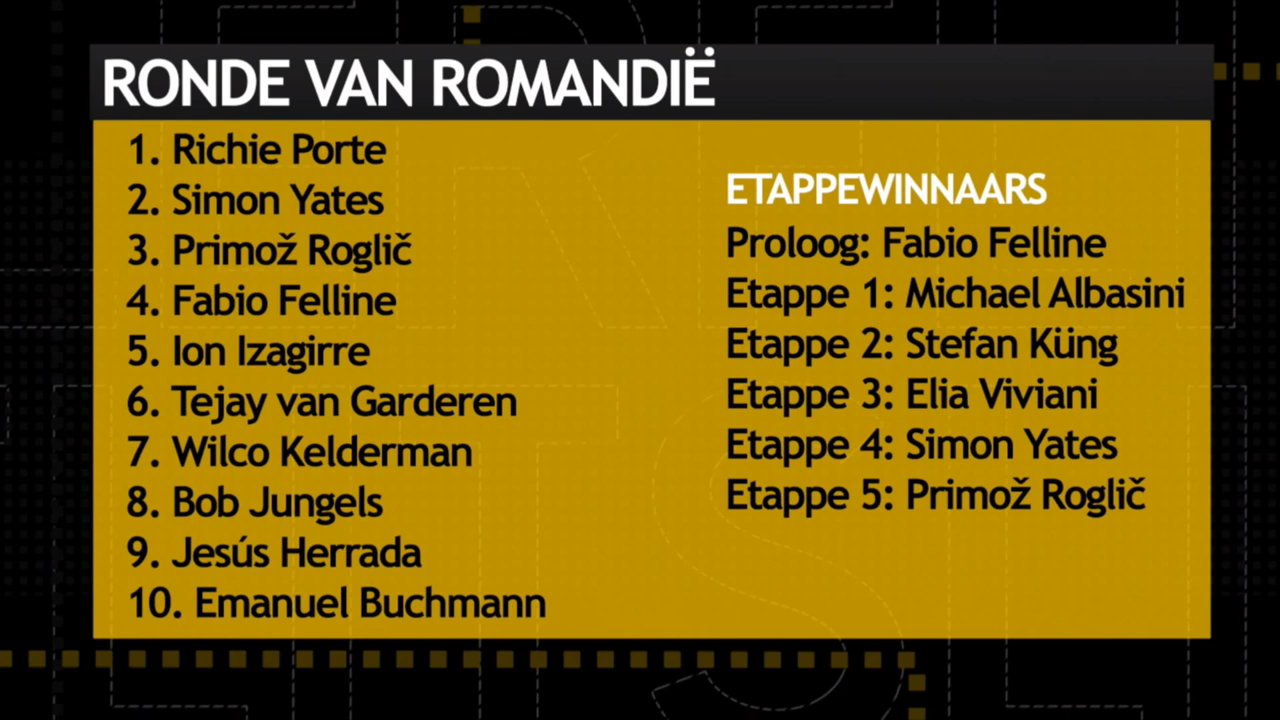 RONDE VAN ROMANDIË
1. Richie Porte
2. Simon Yates
3. Primož Roglič
4. Fabio Felline
5. Ion Izagirre
6. Tejay van Garderen
7. Wilco Kelderman
8. Bob Jungels
9. Jesús Herrada
10. Emanuel Buchmann
ETAPPEWINNAARS
Proloog: Fabio Felline
Etappe 1: Michael Albasini
Etappe 2: Stefan Küng
Etappe 3: Elia Viviani
Etappe 4: Simon Yates
Etappe 5: Primož Roglič